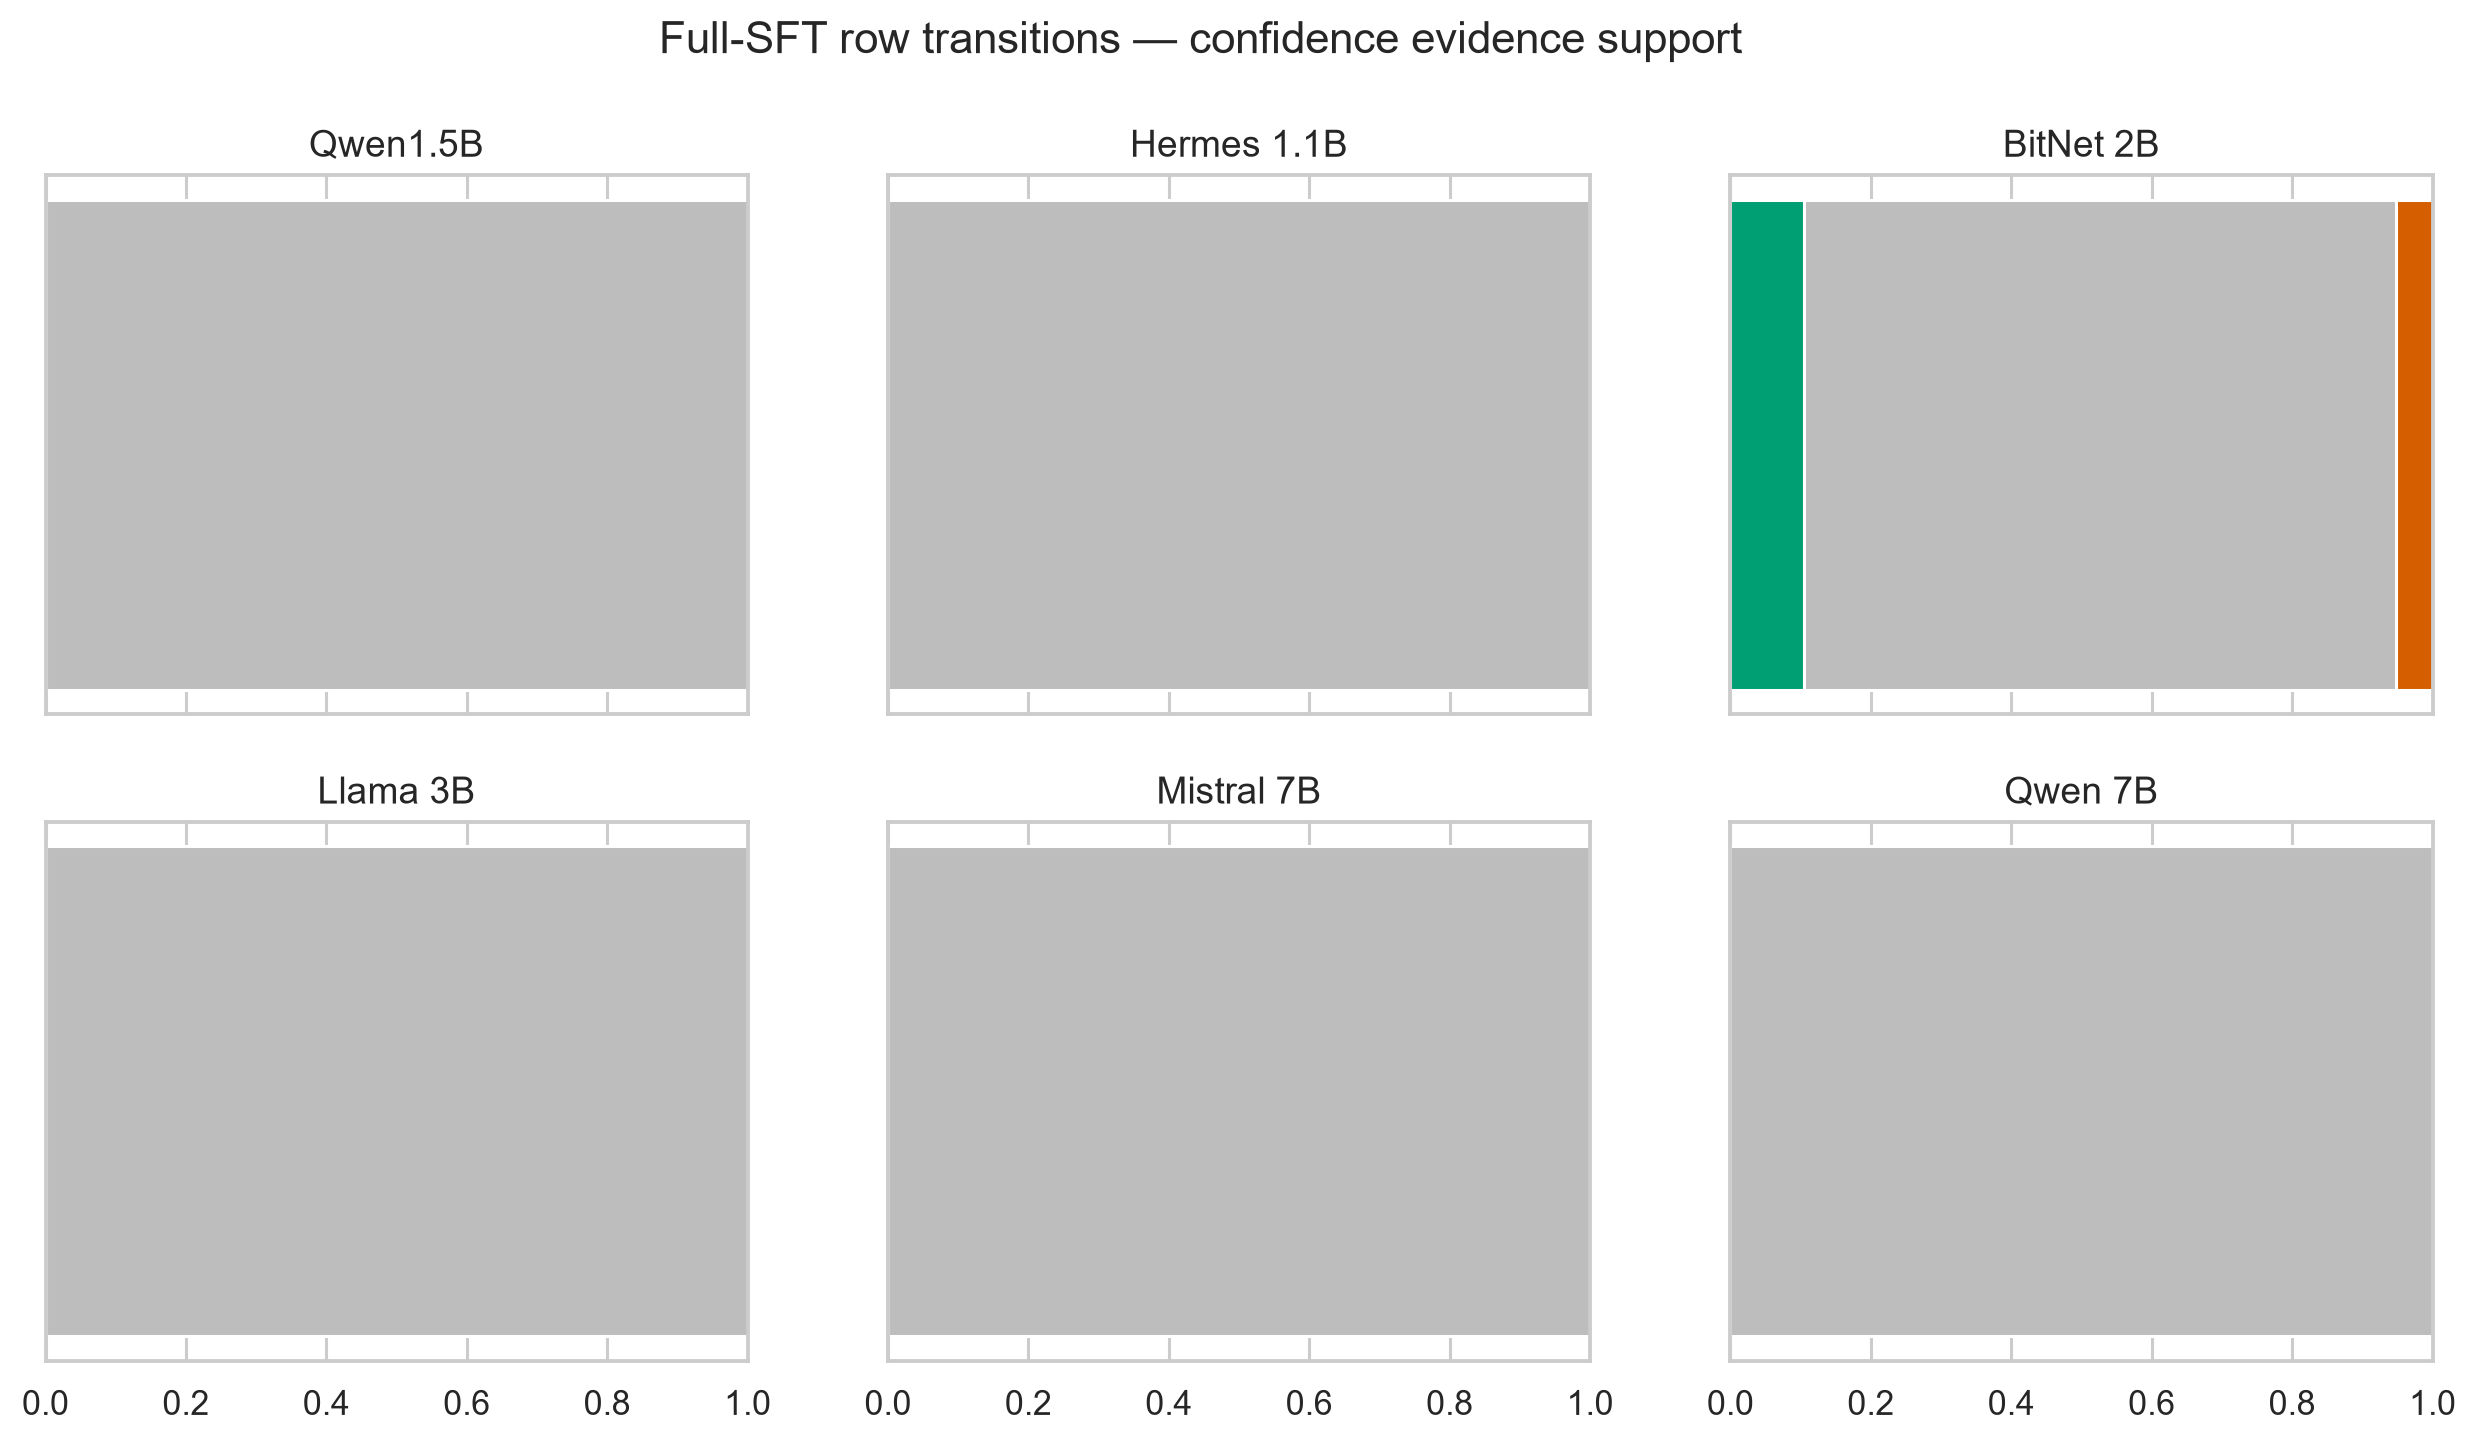 Full-SFT row transitions — confidence evidence support
Qwen1.5B
Hermes 1.1B
BitNet 2B
Llama 3B
Mistral 7B
Qwen 7B
0.0 0.2 0.4 0.6 0.8 1.0
0.0 0.2 0.4 0.6 0.8 1.0
0.0 0.2 0.4 0.6 0.8 1.0